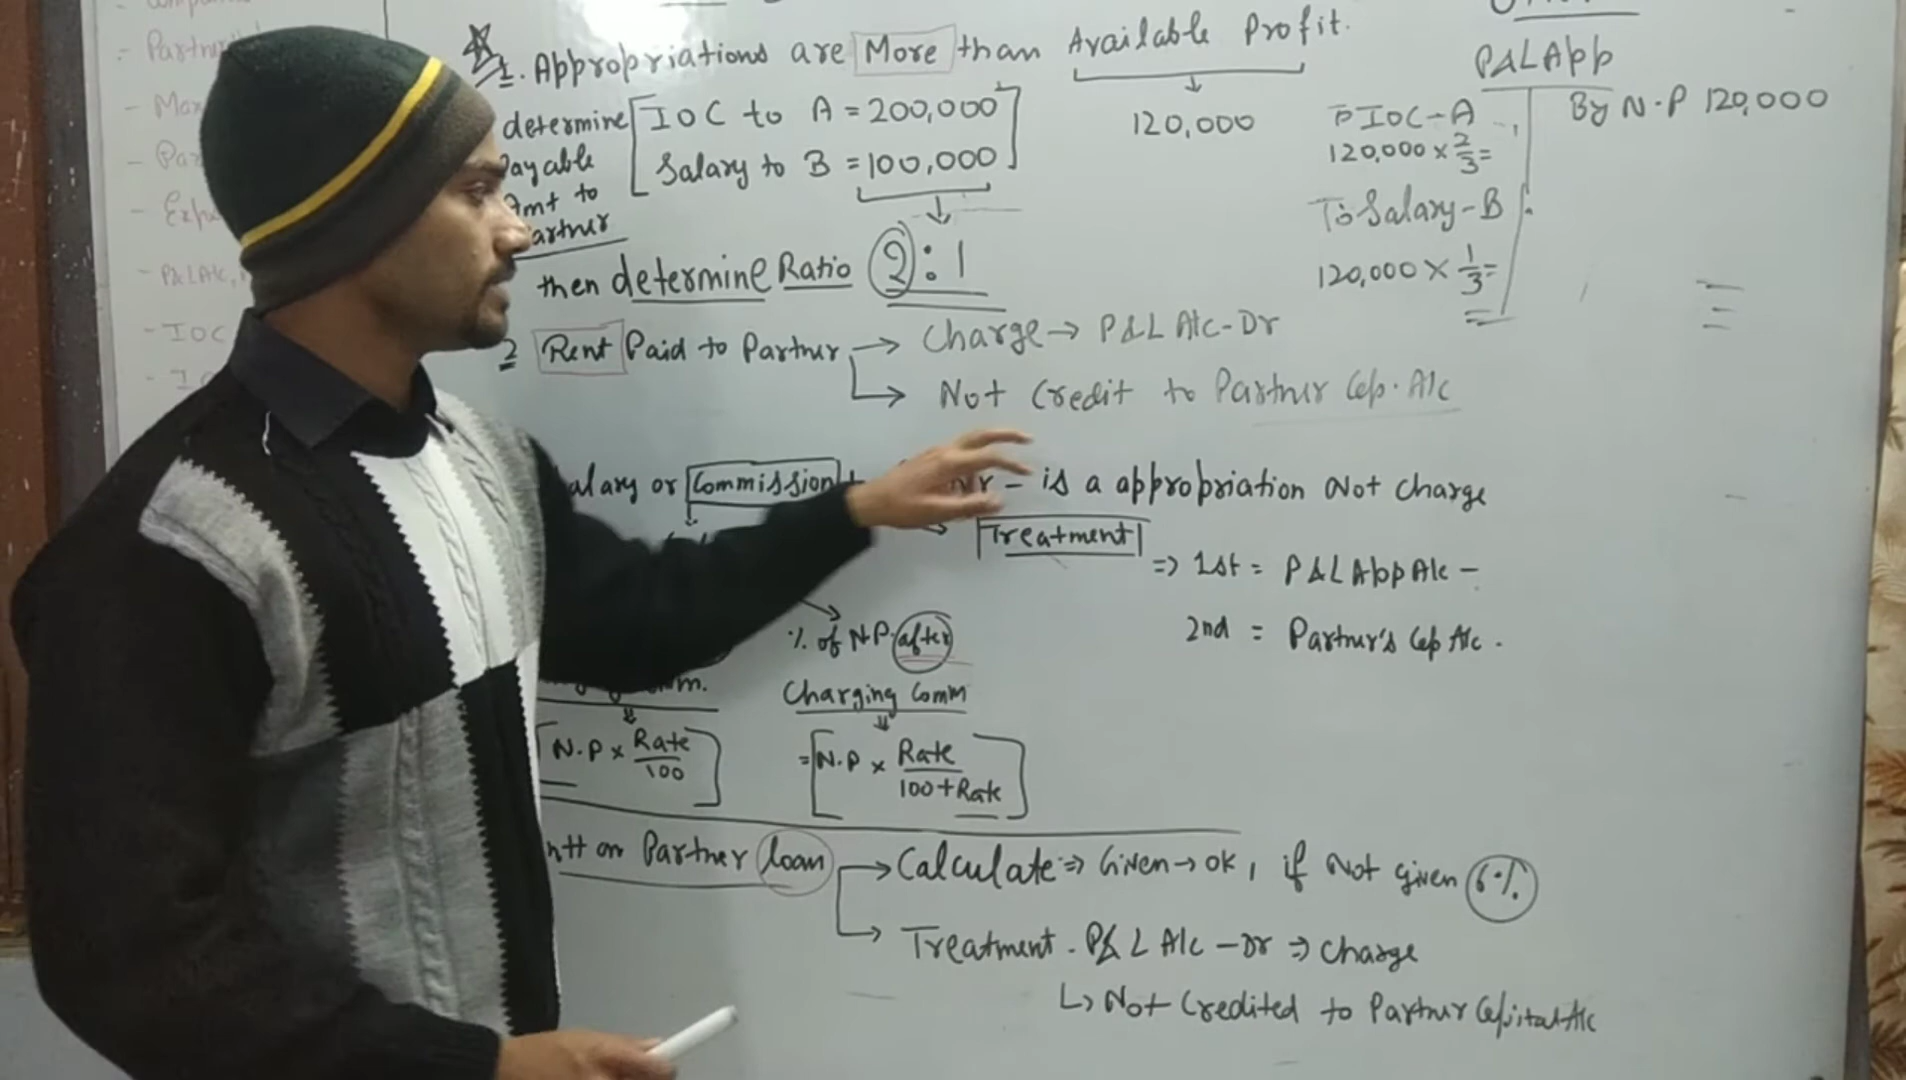 1. Appropriations are More than Available Profit.
determine IOC to A = 200,000
Salary to B = 100,000
120,000
Amt to
Partner
then determine Ratio 2:1
P&L App
To IOC-A
120,000 × 2/3 =
To Salary-B
120,000 × 1/3 =
By N.P 120,000
2 Rent Paid to Partner → Charge → P&L A/c-Dr
→ Not Credit to Partner Cap. A/c
or Commission
- is a appropriation Not Charge
Treatment
⇒ 1st = P&L App A/c -
2nd = Partner's Cap A/c.
% of N.P. after
Charging Comm
N.P × Rate/100
= N.P × Rate/100+Rate
on Partner loan → Calculate ⇒ Given → OK, if Not given 6%
→ Treatment. P&L A/c - Dr ⇒ Charge
↳ Not Credited to Partner Capital A/c
- IOC